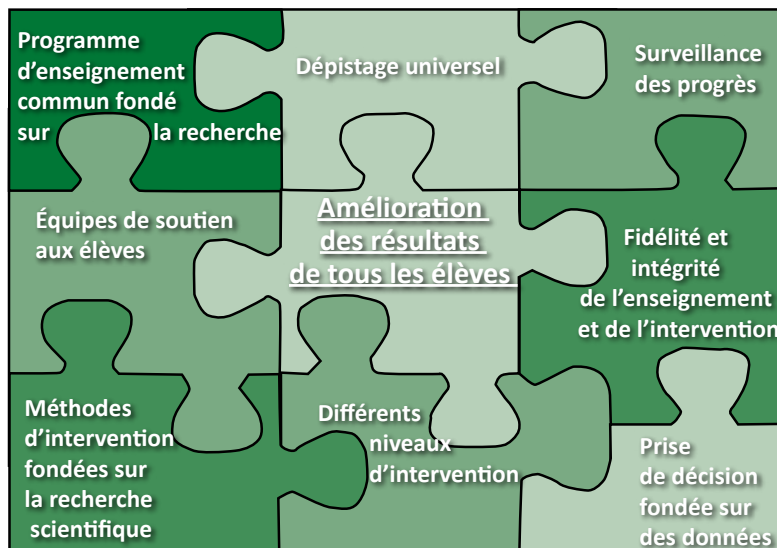 Programme
d’enseignement
commun fondé
sur la recherche
Dépistage universel
Surveillance
des progrès
Équipes de soutien
aux élèves
Amélioration
des résultats
de tous les élèves
Fidélité et
intégrité
de l’enseignement
et de l’intervention
Méthodes
d’intervention
fondées sur
la recherche
scientifique
Différents
niveaux
d’intervention
Prise
de décision
fondée sur
des données